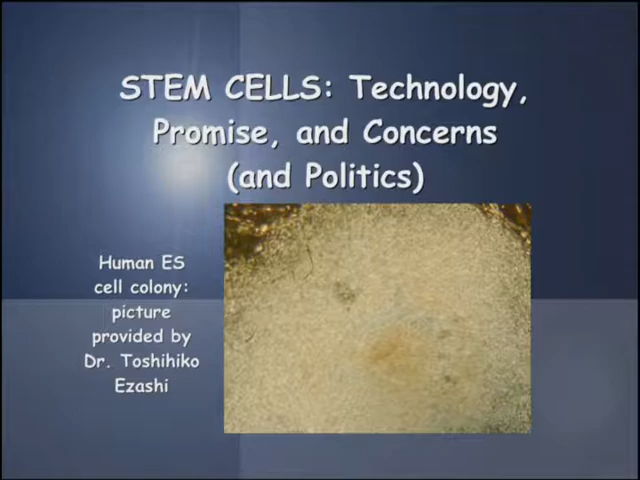 STEM CELLS: Technology,
Promise, and Concerns
(and Politics)
Human ES
cell colony:
picture
provided by
Dr. Toshihiko
Ezashi